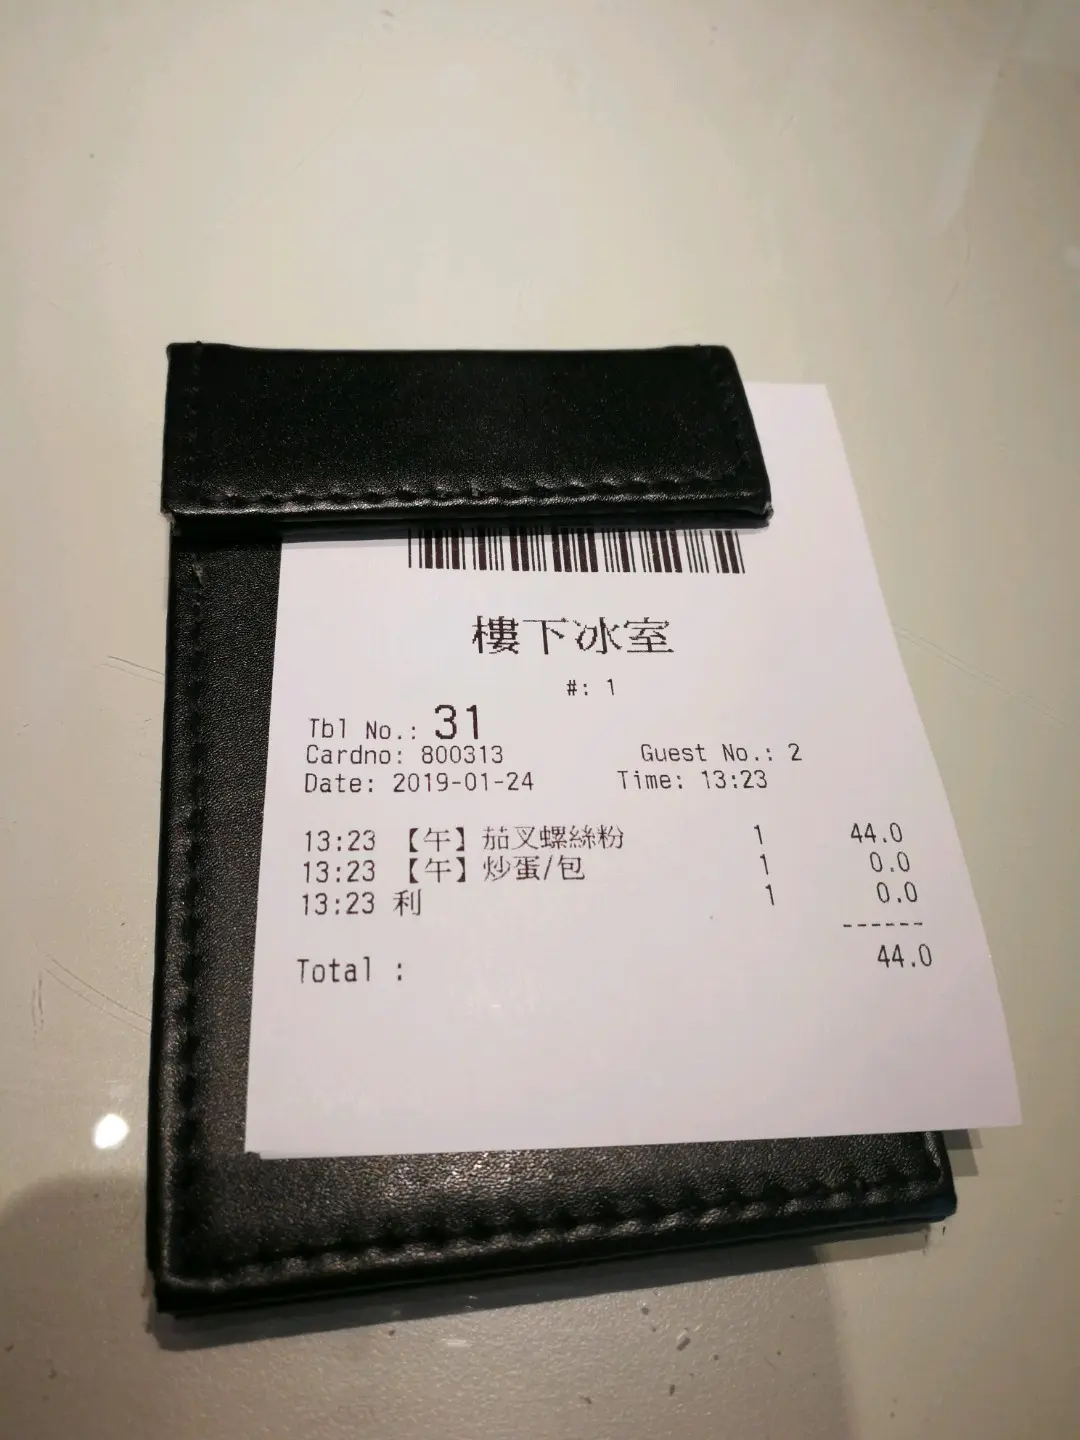 樓下冰室
#: 1
Tbl No.: 31
Cardno: 800313 Guest No.: 2
Date: 2019-01-24 Time: 13:23
13:23 【午】茄叉螺絲粉 1 44.0
13:23 【午】炒蛋/包 1 0.0
13:23 利 1 0.0
------
Total : 44.0